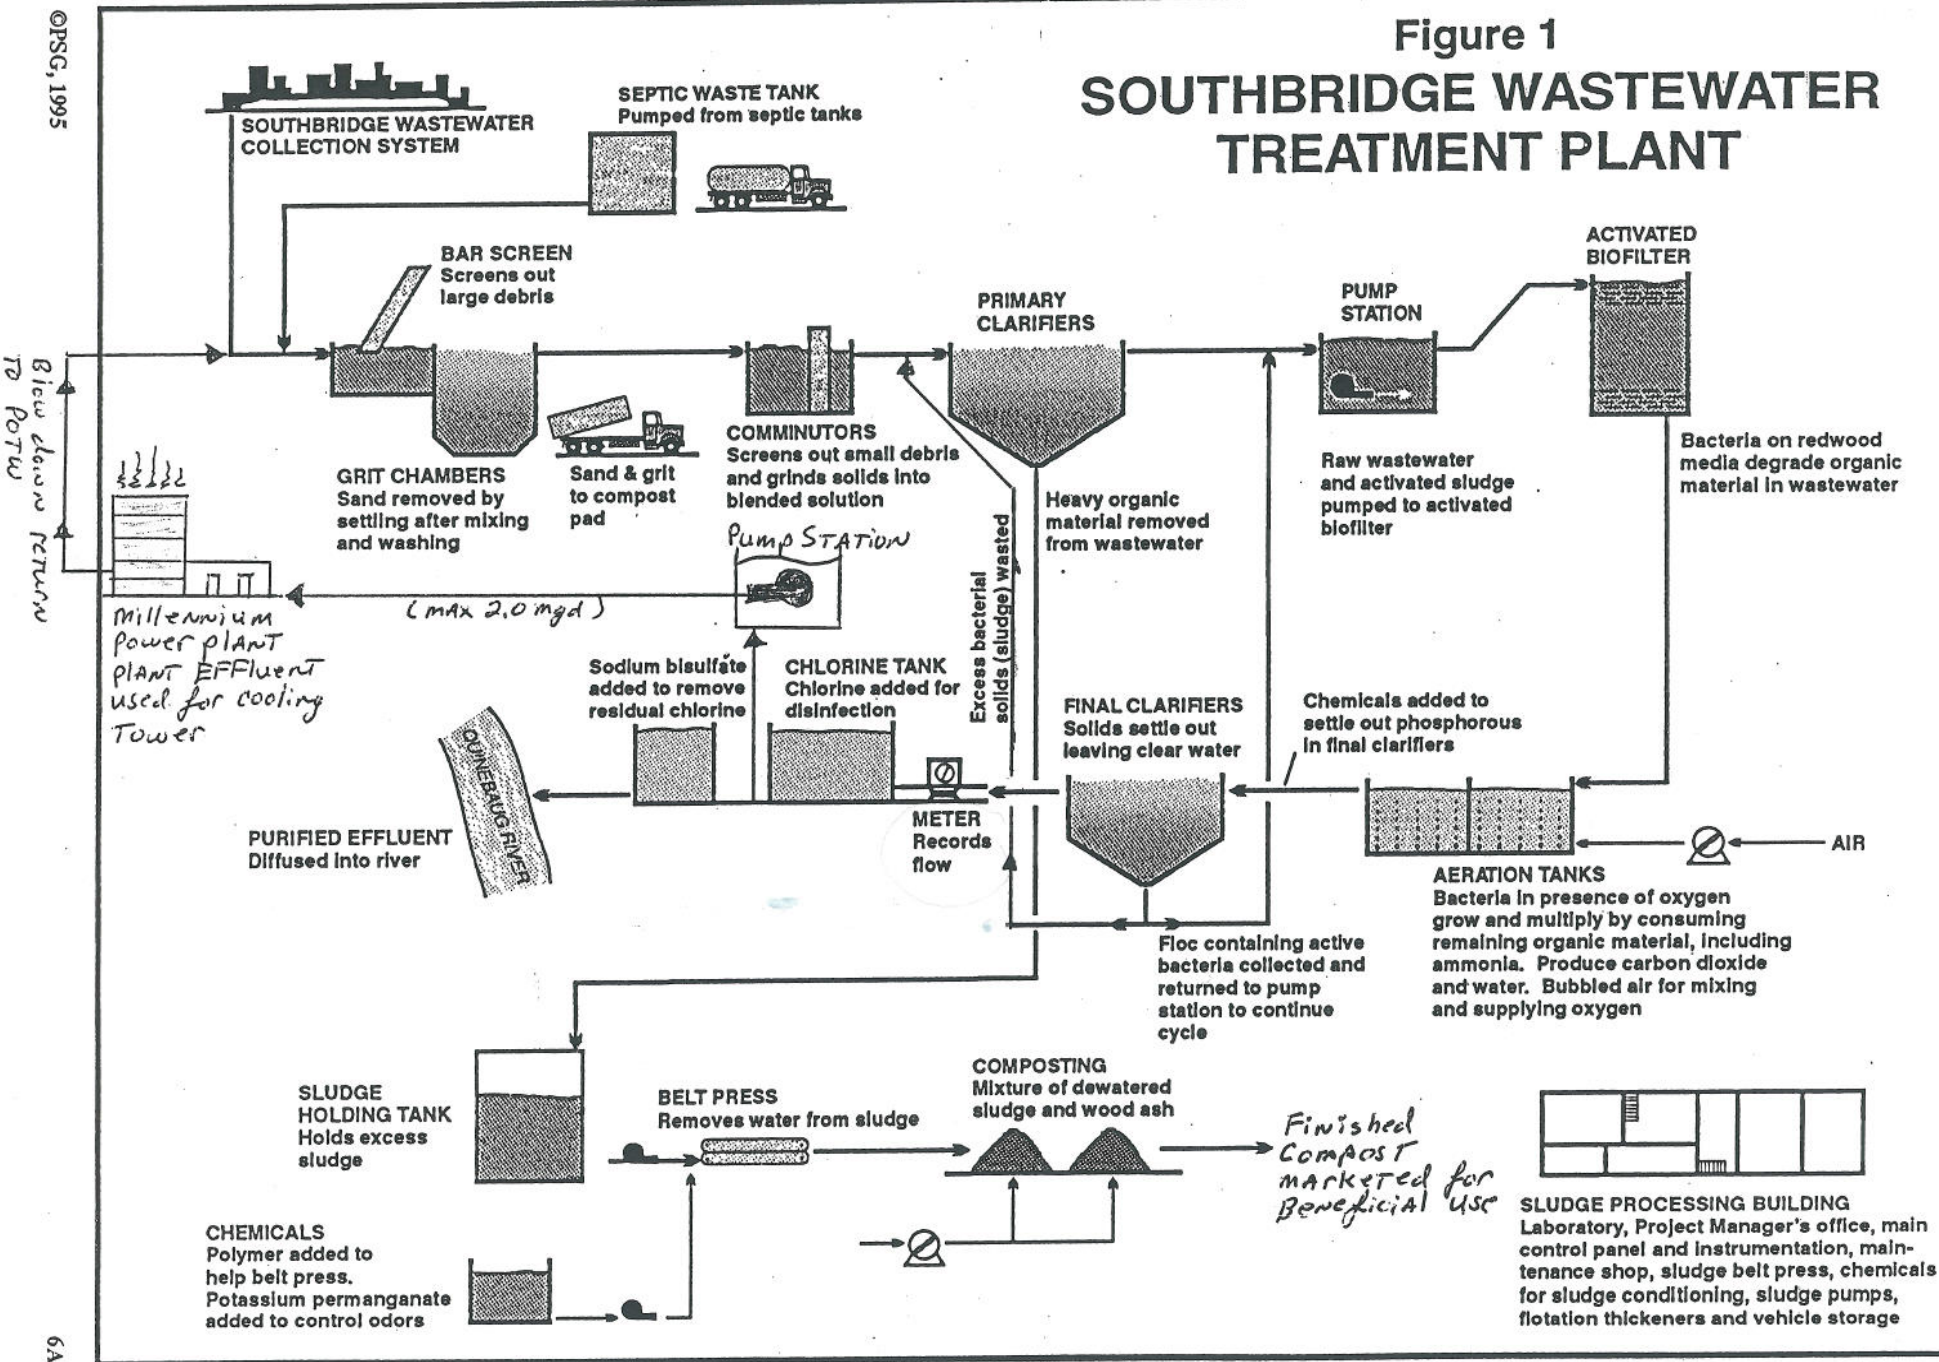 ©PSG, 1995
Figure 1
SOUTHBRIDGE WASTEWATER
TREATMENT PLANT
SOUTHBRIDGE WASTEWATER
COLLECTION SYSTEM
SEPTIC WASTE TANK
Pumped from septic tanks
BAR SCREEN
Screens out
large debris
PRIMARY
CLARIFIERS
PUMP
STATION
ACTIVATED
BIOFILTER
Blow down return
TO POTW
GRIT CHAMBERS
Sand removed by
settling after mixing
and washing
Sand & grit
to compost
pad
COMMINUTORS
Screens out small debris
and grinds solids into
blended solution
Heavy organic
material removed
from wastewater
Raw wastewater
and activated sludge
pumped to activated
biofilter
Bacteria on redwood
media degrade organic
material in wastewater
Pump STATION
(mAx 2.0 mgd)
Millennium
Power plANT
plANT EFFluent
used for cooling
Tower
Excess bacterial
solids (sludge) wasted
Sodium bisulfate
added to remove
residual chlorine
CHLORINE TANK
Chlorine added for
disinfection
FINAL CLARIFIERS
Solids settle out
leaving clear water
Chemicals added to
settle out phosphorous
in final clarifiers
QUINEBAUG RIVER
PURIFIED EFFLUENT
Diffused into river
METER
Records
flow
AIR
AERATION TANKS
Bacteria in presence of oxygen
grow and multiply by consuming
remaining organic material, including
ammonia. Produce carbon dioxide
and water. Bubbled air for mixing
and supplying oxygen
Floc containing active
bacteria collected and
returned to pump
station to continue
cycle
SLUDGE
HOLDING TANK
Holds excess
sludge
BELT PRESS
Removes water from sludge
COMPOSTING
Mixture of dewatered
sludge and wood ash
Finished
CompOST
mArkeTed for
BeneficiAl use
CHEMICALS
Polymer added to
help belt press.
Potassium permanganate
added to control odors
SLUDGE PROCESSING BUILDING
Laboratory, Project Manager's office, main
control panel and instrumentation, main-
tenance shop, sludge belt press, chemicals
for sludge conditioning, sludge pumps,
flotation thickeners and vehicle storage
6A